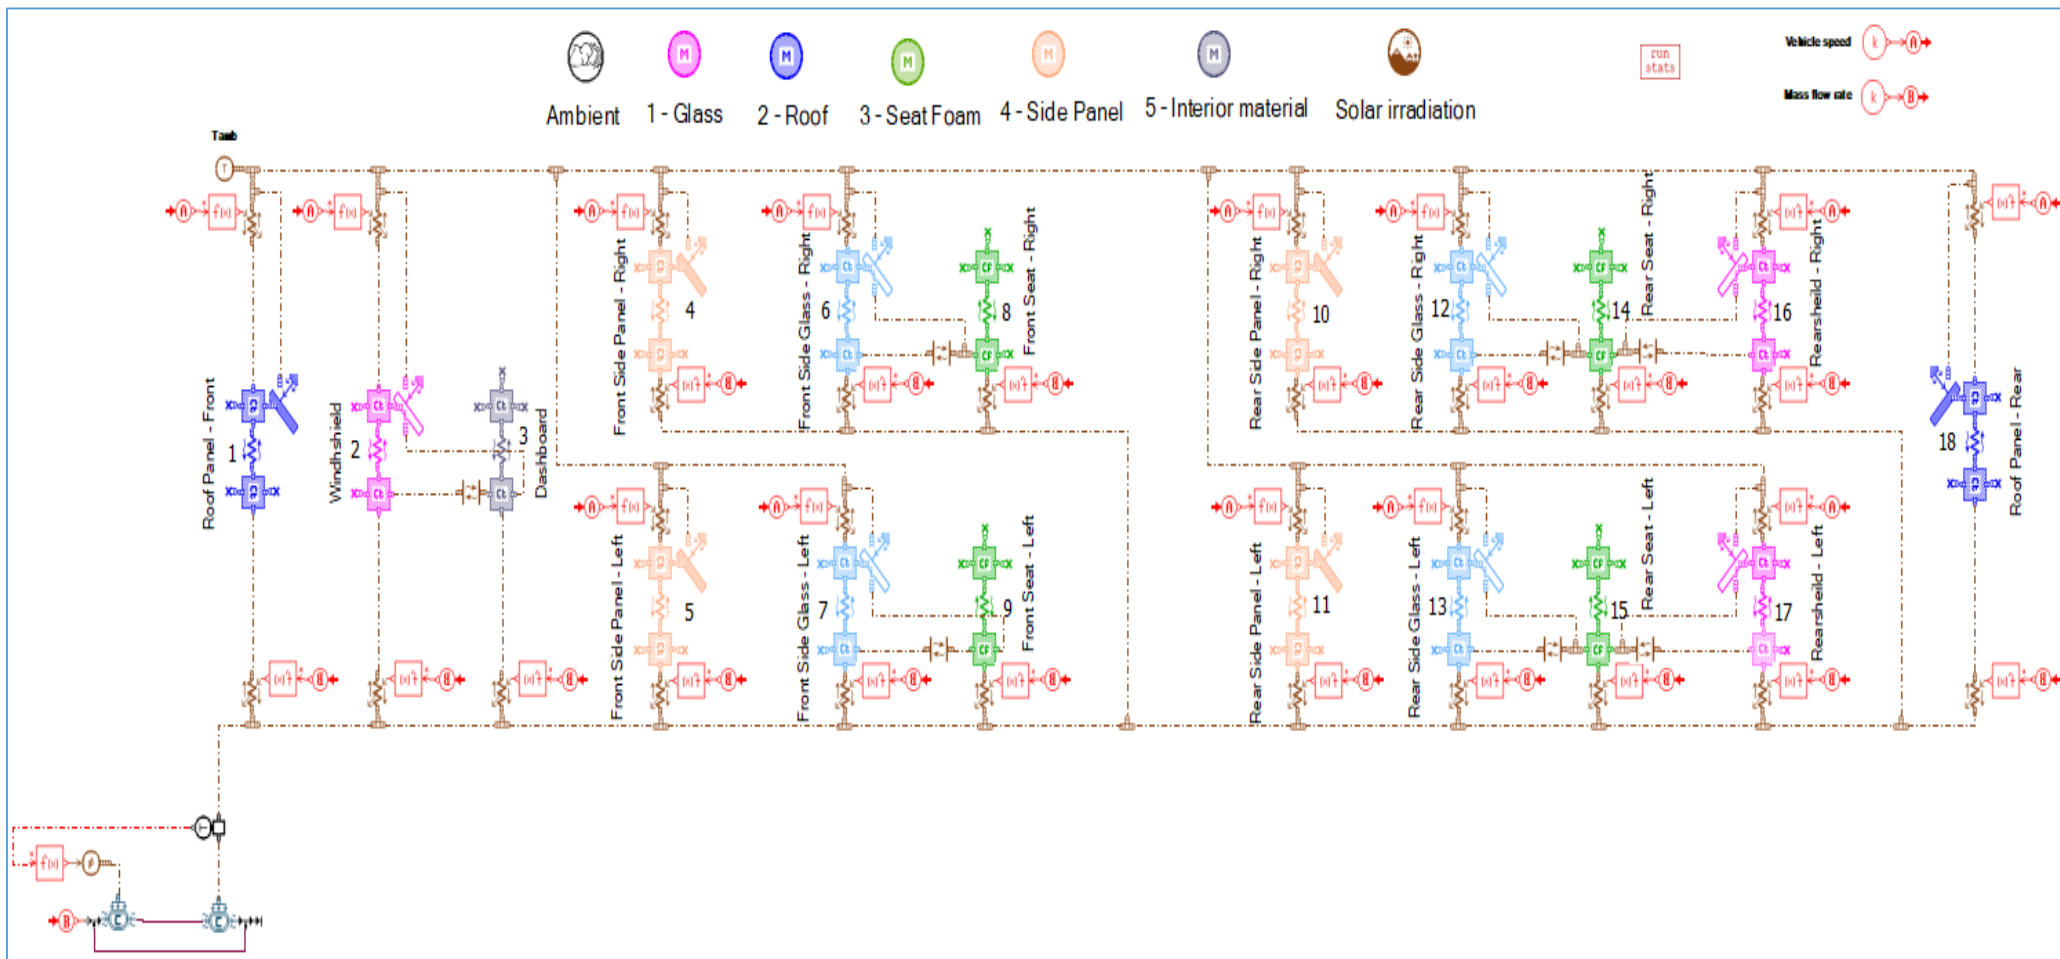 run
stats
Vehicle speed
k
A
Mass flow rate
k
B
M
M
M
M
M
Ambient
1 - Glass
2 - Roof
3 - Seat Foam
4 - Side Panel
5 - Interior material
Solar irradiation
Tamb
T
Roof Panel - Front
1
Windhshield
2
Dashboard
3
Front Side Panel - Right
4
Front Side Glass - Right
6
Front Seat - Right
8
Rear Side Panel - Right
10
Rear Side Glass - Right
12
Rear Seat - Right
14
Rearsheild - Right
16
Roof Panel - Rear
18
Front Side Panel - Left
5
Front Side Glass - Left
7
Front Seat - Left
9
Rear Side Panel - Left
11
Rear Side Glass - Left
13
Rear Seat - Left
15
Rearsheild - Left
17
T
f(x)
B
C
C